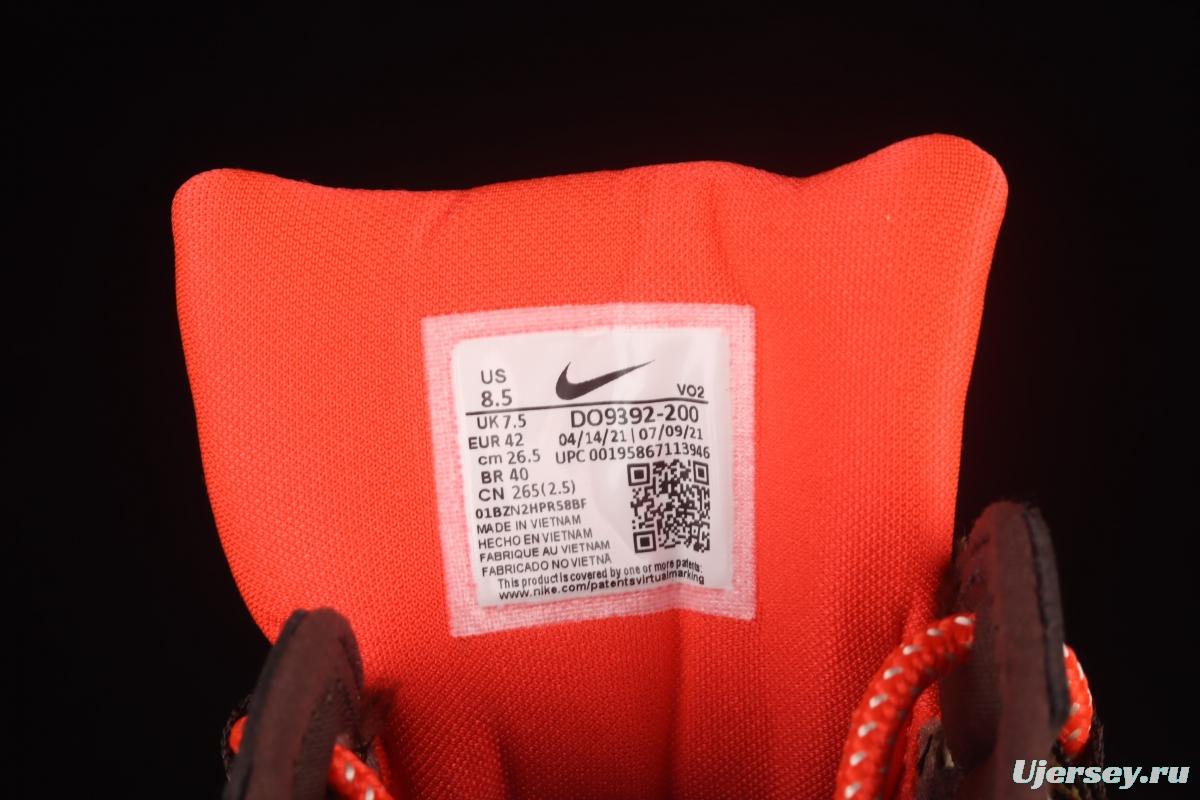 US
8.5
VO2
UK 7.5
DO9392-200
EUR 42
04/14/21 | 07/09/21
cm 26.5
UPC 00195867113946
BR 40
CN 265(2.5)
01BZN2HPR58BF
MADE IN VIETNAM
HECHO EN VIETNAM
FABRIQUE AU VIETNAM
FABRICADO NO VIETNA
This product is covered by one or more patents:
www.nike.com/patentsvirtualmarking
Ujersey.ru